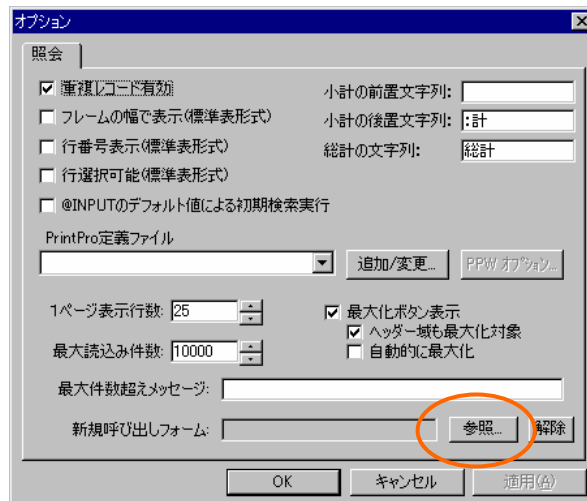 オプション
照会
重複レコード有効
小計の前置文字列:
フレームの幅で表示(標準表形式)
小計の後置文字列: :計
行番号表示(標準表形式)
総計の文字列: 総計
行選択可能(標準表形式)
@INPUTのデフォルト値による初期検索実行
PrintPro定義ファイル
追加/変更... PPW オプション...
1ページ表示行数: 25
最大化ボタン表示
ヘッダー域も最大化対象
最大読込み件数: 10000
自動的に最大化
最大件数超えメッセージ:
新規呼び出しフォーム: 参照... 解除
OK キャンセル 適用(A)